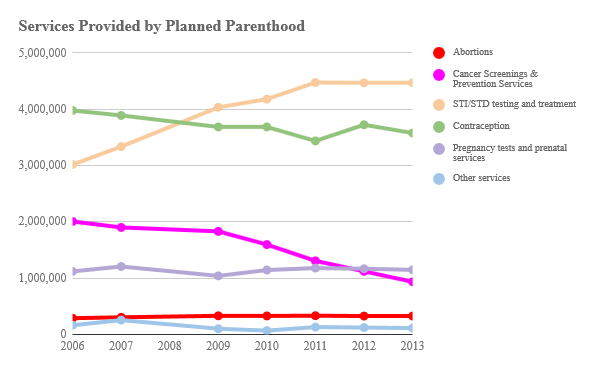 Services Provided by Planned Parenthood
5,000,000
4,000,000
3,000,000
2,000,000
1,000,000
0
2006 2007 2008 2009 2010 2011 2012 2013
Abortions
Cancer Screenings &
Prevention Services
STI/STD testing and treatment
Contraception
Pregnancy tests and prenatal
services
Other services